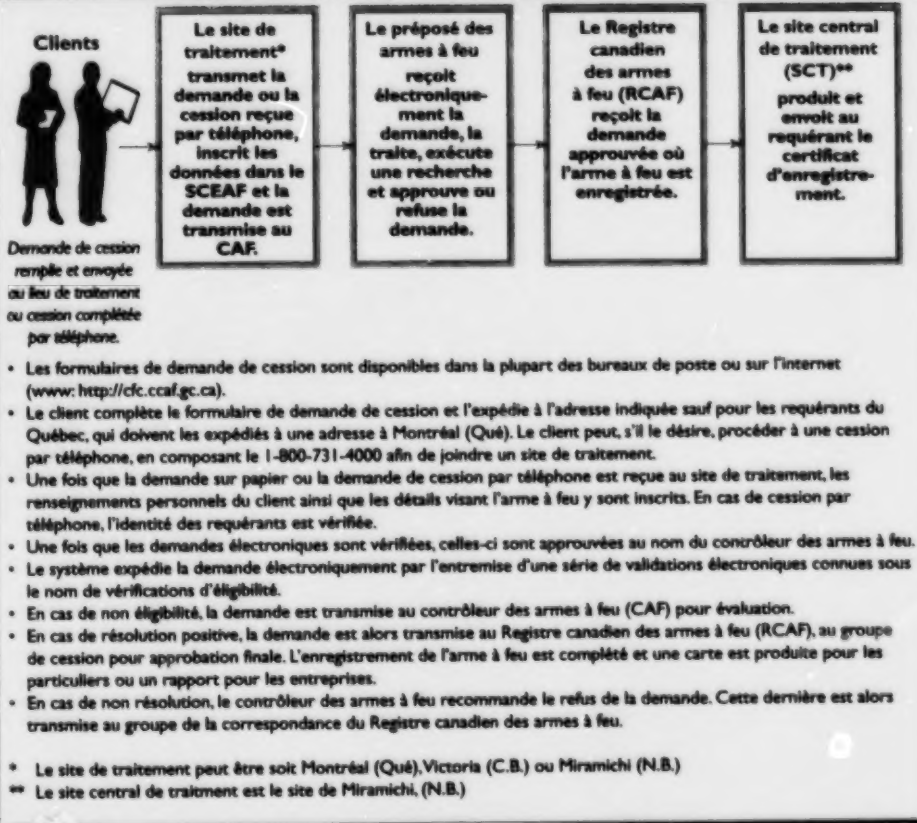 Clients
Demande de cession
remplie et envoyée
au lieu de traitement
ou cession complétée
par téléphone.
Le site de
traitement*
transmet la
demande ou la
cession reçue
par téléphone,
inscrit les
données dans le
SCEAF et la
demande est
transmise au
CAF.
Le préposé des
armes à feu
reçoit
électronique-
ment la
demande, la
traite, exécute
une recherche
et approuve ou
refuse la
demande.
Le Registre
canadien
des armes
à feu (RCAF)
reçoit la
demande
approuvée où
l'arme à feu est
enregistrée.
Le site central
de traitement
(SCT)**
produit et
envoit au
requérant le
certificat
d'enregistre-
ment.
• Les formulaires de demande de cession sont disponibles dans la plupart des bureaux de poste ou sur l'internet
(www: http://cfc.ccaf.gc.ca).
• Le client complète le formulaire de demande de cession et l'expédie à l'adresse indiquée sauf pour les requérants du
Québec, qui doivent les expédiés à une adresse à Montréal (Qué). Le client peut, s'il le désire, procéder à une cession
par téléphone, en composant le 1-800-731-4000 afin de joindre un site de traitement.
• Une fois que la demande sur papier ou la demande de cession par téléphone est reçue au site de traitement, les
renseignements personnels du client ainsi que les détails visant l'arme à feu y sont inscrits. En cas de cession par
téléphone, l'identité des requérants est vérifiée.
• Une fois que les demandes électroniques sont vérifiées, celles-ci sont approuvées au nom du contrôleur des armes à feu.
• Le système expédie la demande électroniquement par l'entremise d'une série de validations électroniques connues sous
le nom de vérifications d'éligibilité.
• En cas de non éligibilité, la demande est transmise au contrôleur des armes à feu (CAF) pour évaluation.
• En cas de résolution positive, la demande est alors transmise au Registre canadien des armes à feu (RCAF), au groupe
de cession pour approbation finale. L'enregistrement de l'arme à feu est complété et une carte est produite pour les
particuliers ou un rapport pour les entreprises.
• En cas de non résolution, le contrôleur des armes à feu recommande le refus de la demande. Cette dernière est alors
transmise au groupe de la correspondance du Registre canadien des armes à feu.
* Le site de traitement peut être soit Montréal (Qué), Victoria (C.B.) ou Miramichi (N.B.)
** Le site central de traitment est le site de Miramichi, (N.B.)